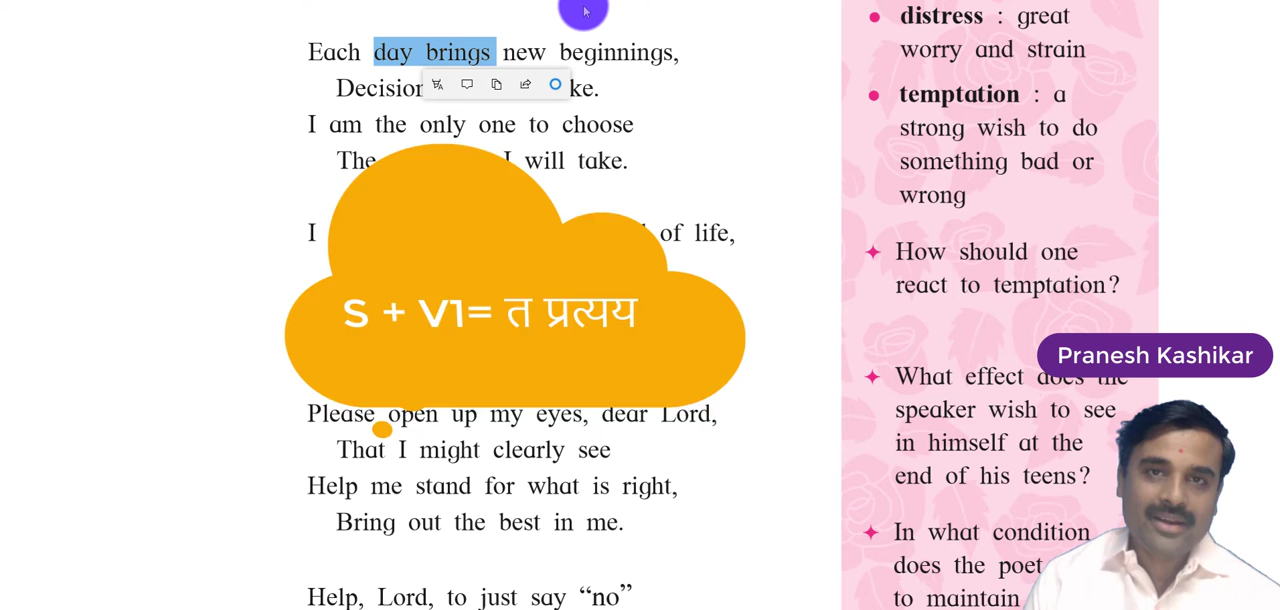 Each day brings new beginnings,
Decision ke.
I am the only one to choose
The I will take.
I of life,
S + V1= त प्रत्यय
Please open up my eyes, dear Lord,
That I might clearly see
Help me stand for what is right,
Bring out the best in me.
Help, Lord, to just say “no”
distress : great
worry and strain
temptation : a
strong wish to do
something bad or
wrong
How should one
react to temptation?
Pranesh Kashikar
What effect does the
speaker wish to see
in himself at the
end of his teens?
In what condition
does the poet
to maintain